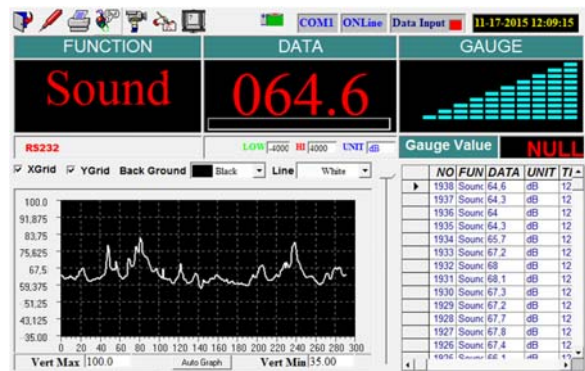 COM1 ONLine Data Input 11-17-2015 12:09:15
FUNCTION DATA GAUGE
Sound 064.6
RS232 LOW -4000 HI 4000 UNIT dB Gauge Value NULL
XGrid YGrid Back Ground Black Line White
NO FUN DATA UNIT TI
1938 Sounc 64,6 dB 12
1937 Sounc 64,3 dB 12
1936 Sounc 64 dB 12
1935 Sounc 64,3 dB 12
1934 Sounc 65,7 dB 12
1933 Sounc 67,2 dB 12
1932 Sounc 68 dB 12
1931 Sounc 68,1 dB 12
1930 Sounc 67,3 dB 12
1929 Sounc 67,2 dB 12
1928 Sounc 67,7 dB 12
1927 Sounc 67,8 dB 12
1926 Sounc 67,4 dB 12
100.0
91,875
83,75
75,625
67,5
59,375
51,25
43,125
35.00
0 20 40 60 80 100 120 140 160 180 200 220 240 260 280 300
Vert Max 100.0 Auto Graph Vert Min 35.00